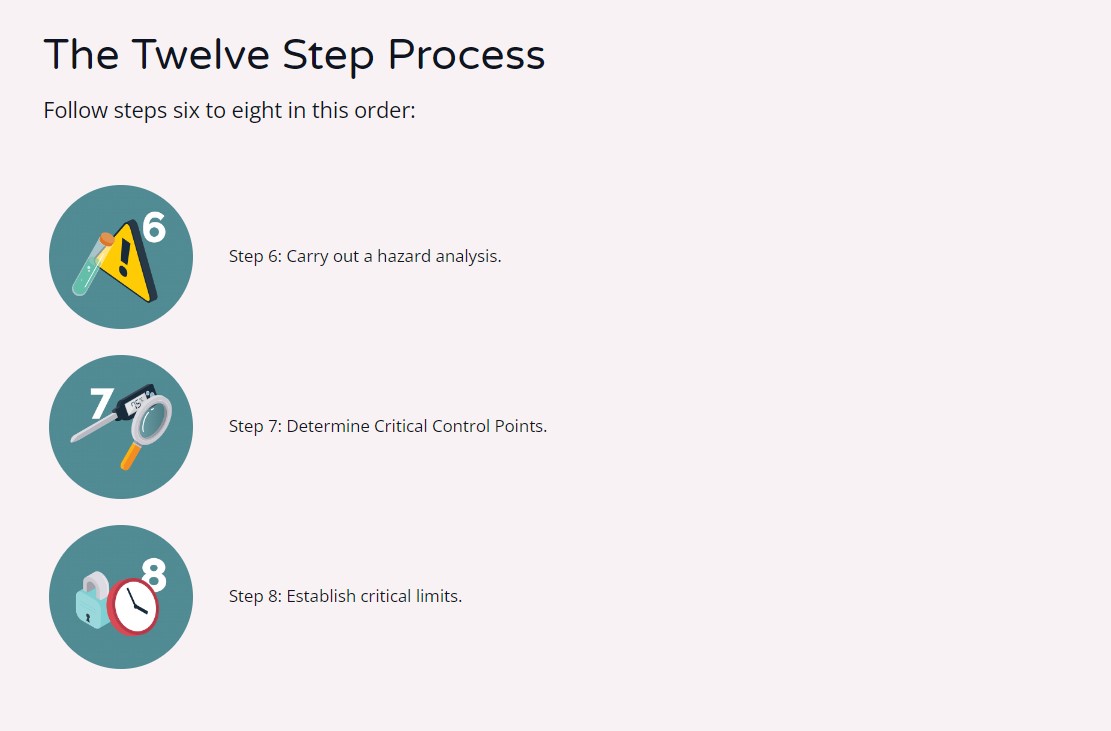 The Twelve Step Process
Follow steps six to eight in this order:
6
Step 6: Carry out a hazard analysis.
7
Step 7: Determine Critical Control Points.
8
Step 8: Establish critical limits.